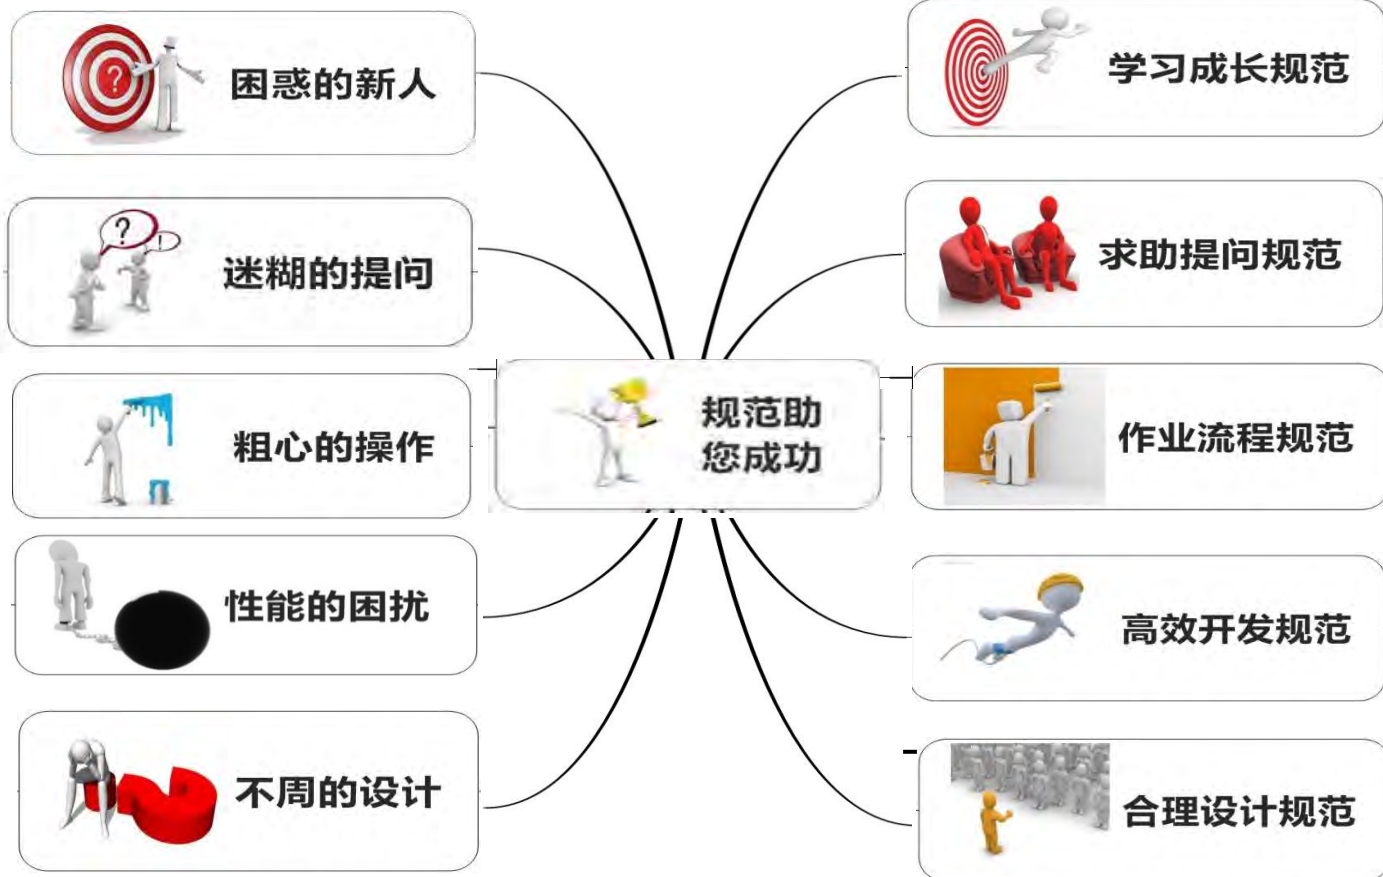 困惑的新人
迷糊的提问
粗心的操作
性能的困扰
不周的设计
规范助
您成功
学习成长规范
求助提问规范
作业流程规范
高效开发规范
合理设计规范
?
?
!